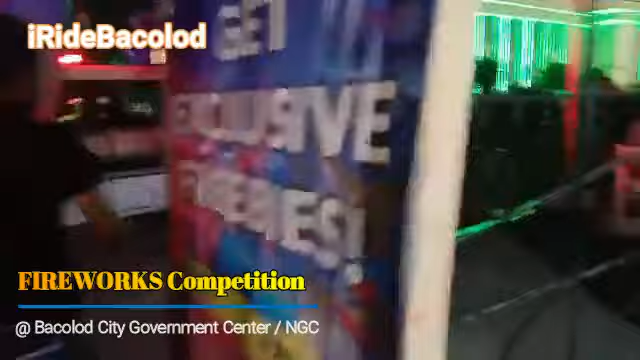 iRideBacolod
GET
EXCLUSIVE
FREEBIES!
FIREWORKS Competition
@ Bacolod City Government Center / NGC